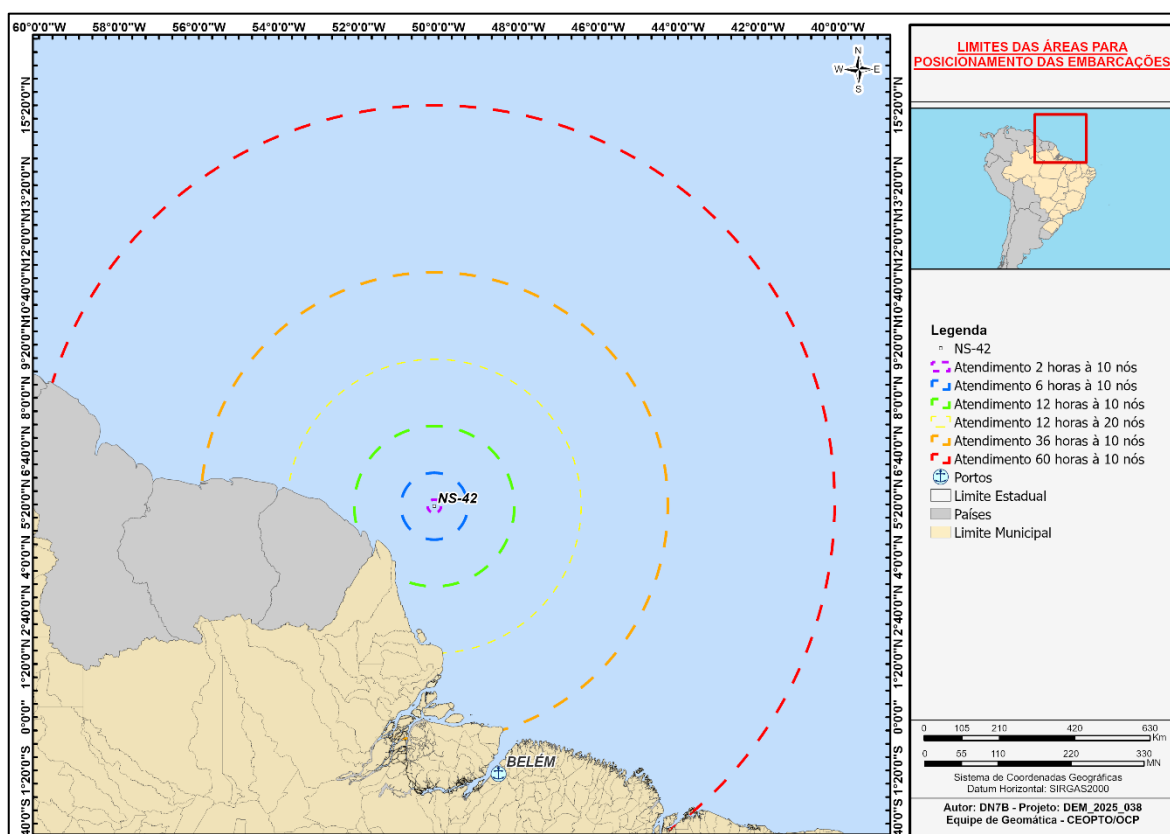 60°0'0"W 58°0'0"W 56°0'0"W 54°0'0"W 52°0'0"W 50°0'0"W 48°0'0"W 46°0'0"W 44°0'0"W 42°0'0"W 40°0'0"W
15°20'0"N
13°20'0"N
12°0'0"N
10°40'0"N
9°20'0"N
8°0'0"N
6°40'0"N
5°20'0"N
4°0'0"N
2°40'0"N
1°20'0"N
0°0'0"
1°20'0"S
N
W E
S
NS-42
BELÉM
LIMITES DAS ÁREAS PARA
POSICIONAMENTO DAS EMBARCAÇÕES
Legenda
NS-42
Atendimento 2 horas à 10 nós
Atendimento 6 horas à 10 nós
Atendimento 12 horas à 10 nós
Atendimento 12 horas à 20 nós
Atendimento 36 horas à 10 nós
Atendimento 60 horas à 10 nós
Portos
Limite Estadual
Países
Limite Municipal
0 105 210 420 630
Km
0 55 110 220 330
MN
Sistema de Coordenadas Geográficas
Datum Horizontal: SIRGAS2000
Autor: DN7B - Projeto: DEM_2025_038
Equipe de Geomática - CEOPTO/OCP